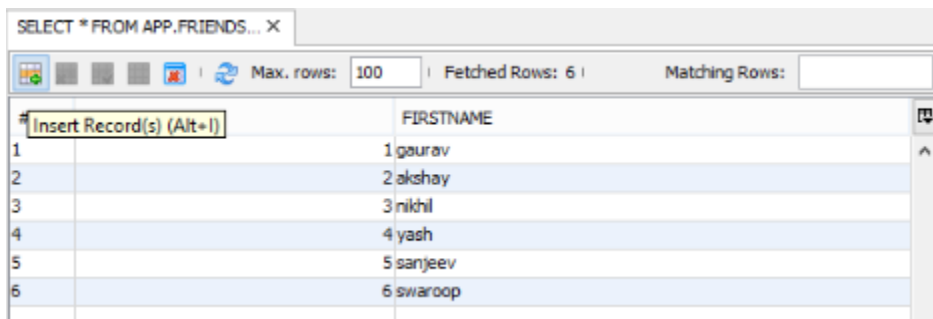 SELECT * FROM APP.FRIENDS... ×
Max. rows: 100 Fetched Rows: 6 Matching Rows:
# FIRSTNAME
Insert Record(s) (Alt+I)
1 1 gaurav
2 2 akshay
3 3 nikhil
4 4 yash
5 5 sanjeev
6 6 swaroop